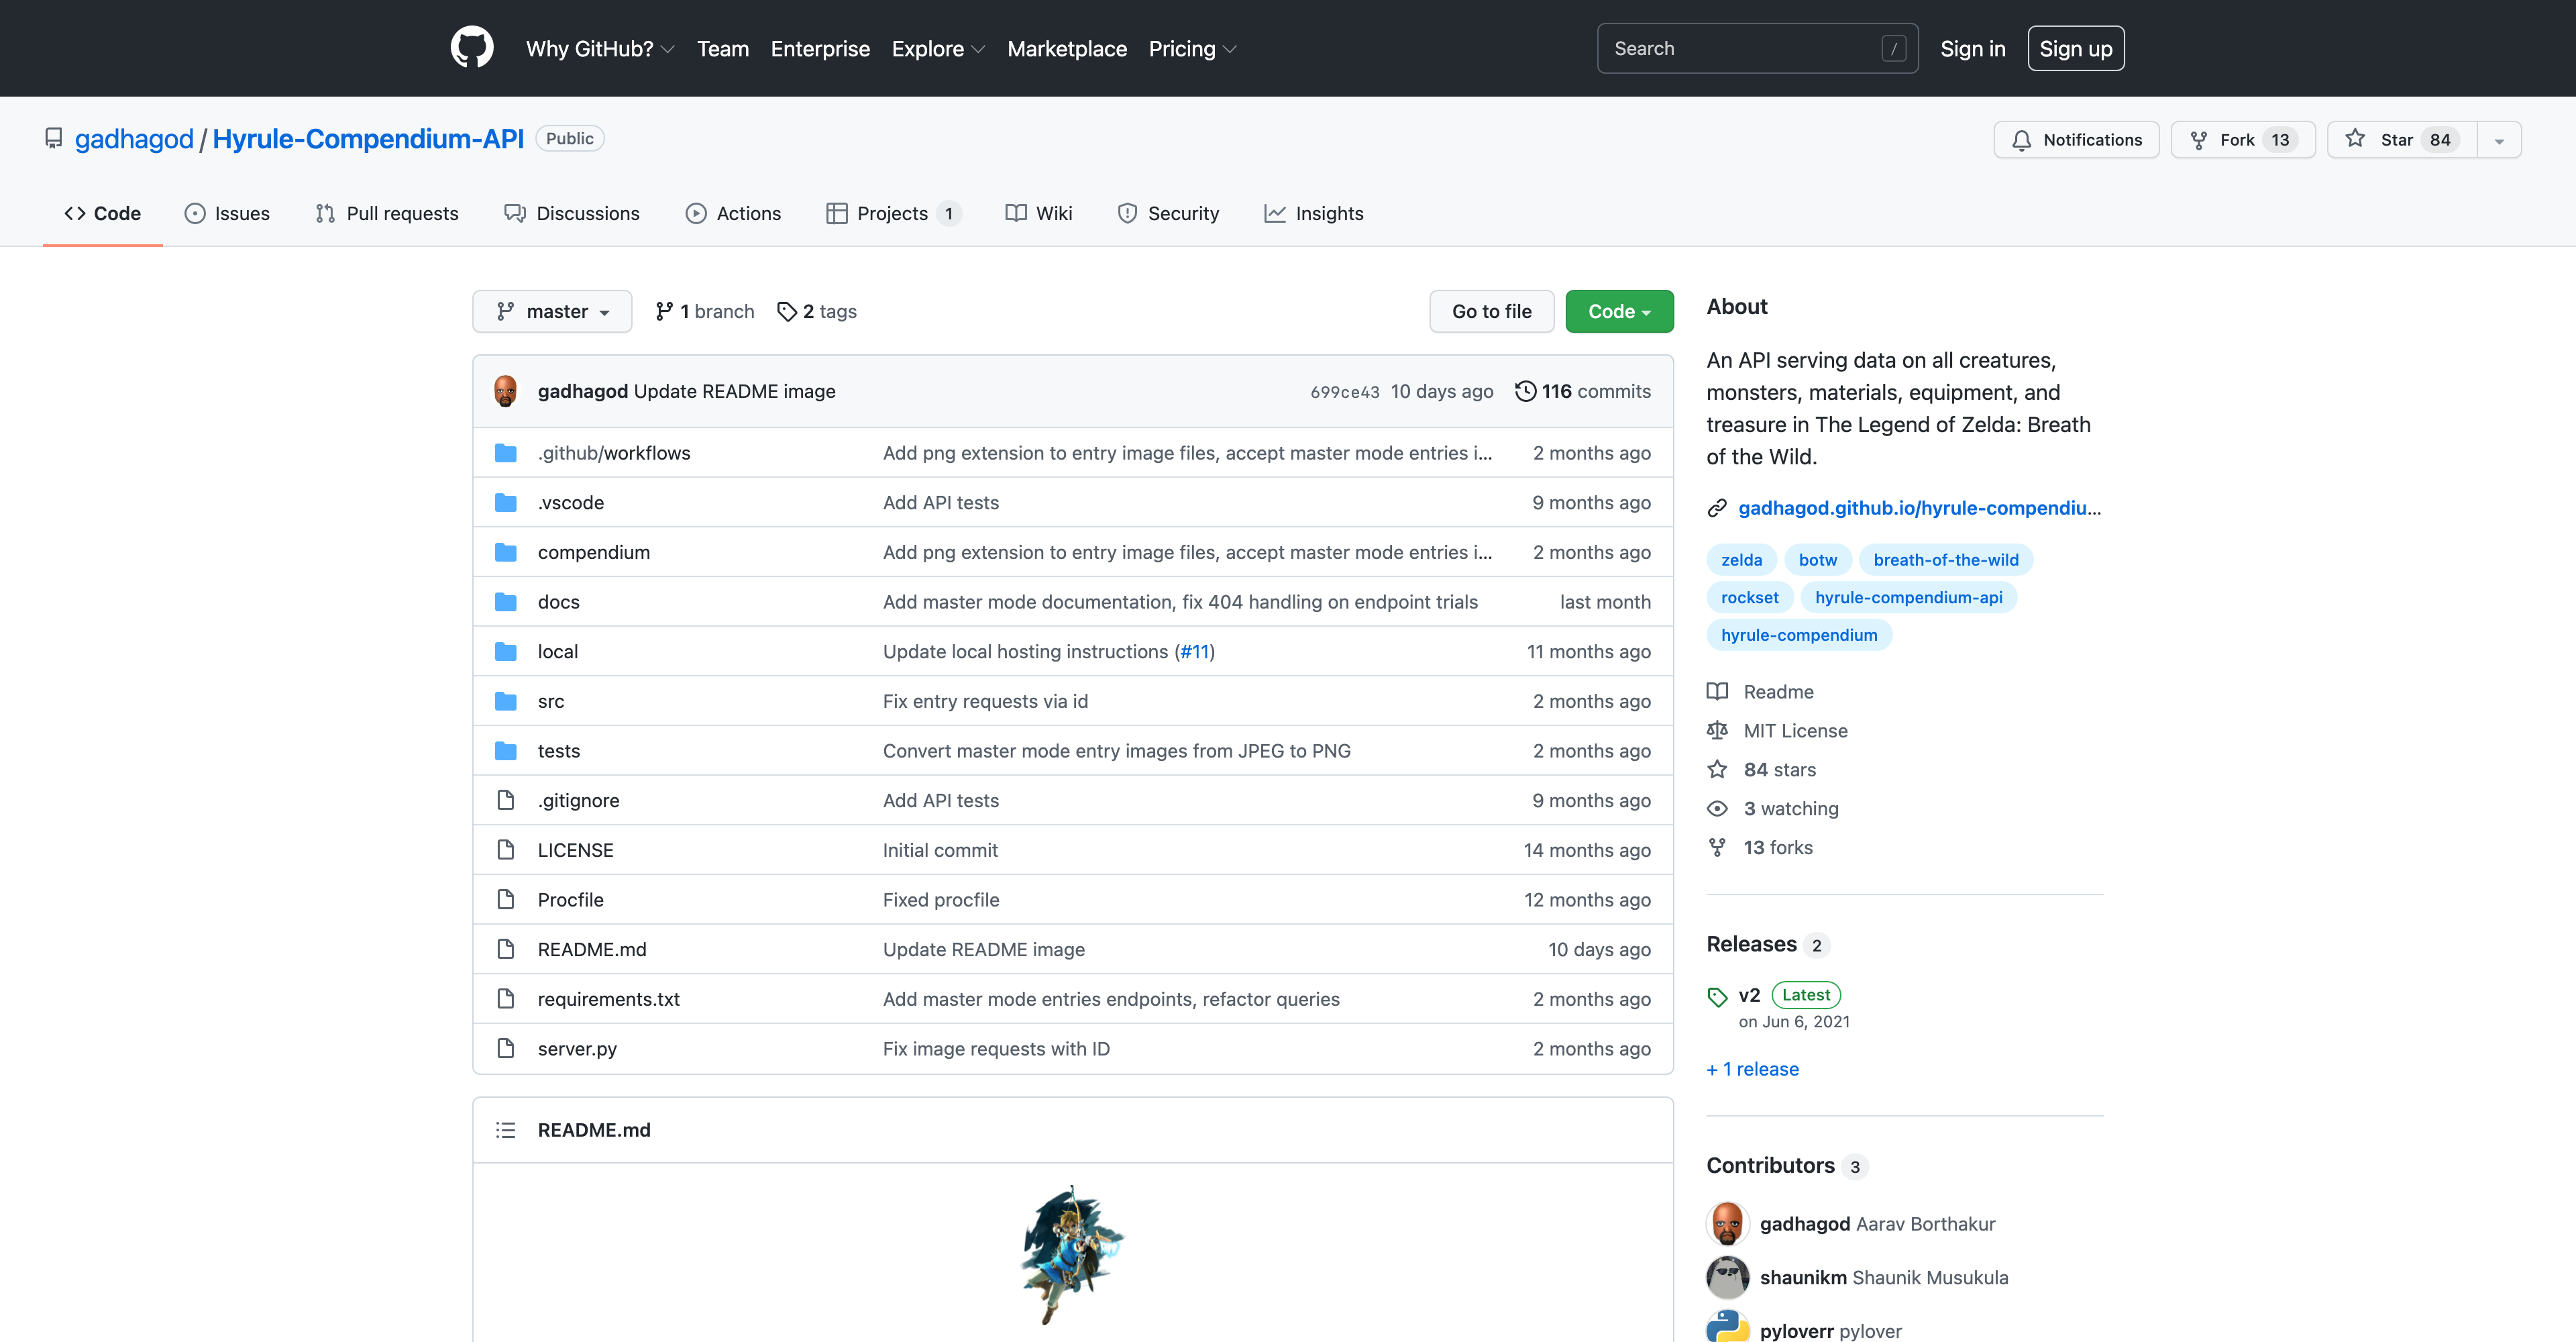 Why GitHub? Team Enterprise Explore Marketplace Pricing Search / Sign in Sign up
gadhagod / Hyrule-Compendium-API Public Notifications Fork 13 Star 84
Code Issues Pull requests Discussions Actions Projects 1 Wiki Security Insights
master 1 branch 2 tags Go to file Code
gadhagod Update README image 699ce43 10 days ago 116 commits
.github/workflows Add png extension to entry image files, accept master mode entries i... 2 months ago
.vscode Add API tests 9 months ago
compendium Add png extension to entry image files, accept master mode entries i... 2 months ago
docs Add master mode documentation, fix 404 handling on endpoint trials last month
local Update local hosting instructions (#11) 11 months ago
src Fix entry requests via id 2 months ago
tests Convert master mode entry images from JPEG to PNG 2 months ago
.gitignore Add API tests 9 months ago
LICENSE Initial commit 14 months ago
Procfile Fixed procfile 12 months ago
README.md Update README image 10 days ago
requirements.txt Add master mode entries endpoints, refactor queries 2 months ago
server.py Fix image requests with ID 2 months ago
README.md
About
An API serving data on all creatures,
monsters, materials, equipment, and
treasure in The Legend of Zelda: Breath
of the Wild.
gadhagod.github.io/hyrule-compendiu...
zelda botw breath-of-the-wild
rockset hyrule-compendium-api
hyrule-compendium
Readme
MIT License
84 stars
3 watching
13 forks
Releases 2
v2 Latest
on Jun 6, 2021
+ 1 release
Contributors 3
gadhagod Aarav Borthakur
shaunikm Shaunik Musukula
pyloverr pylover